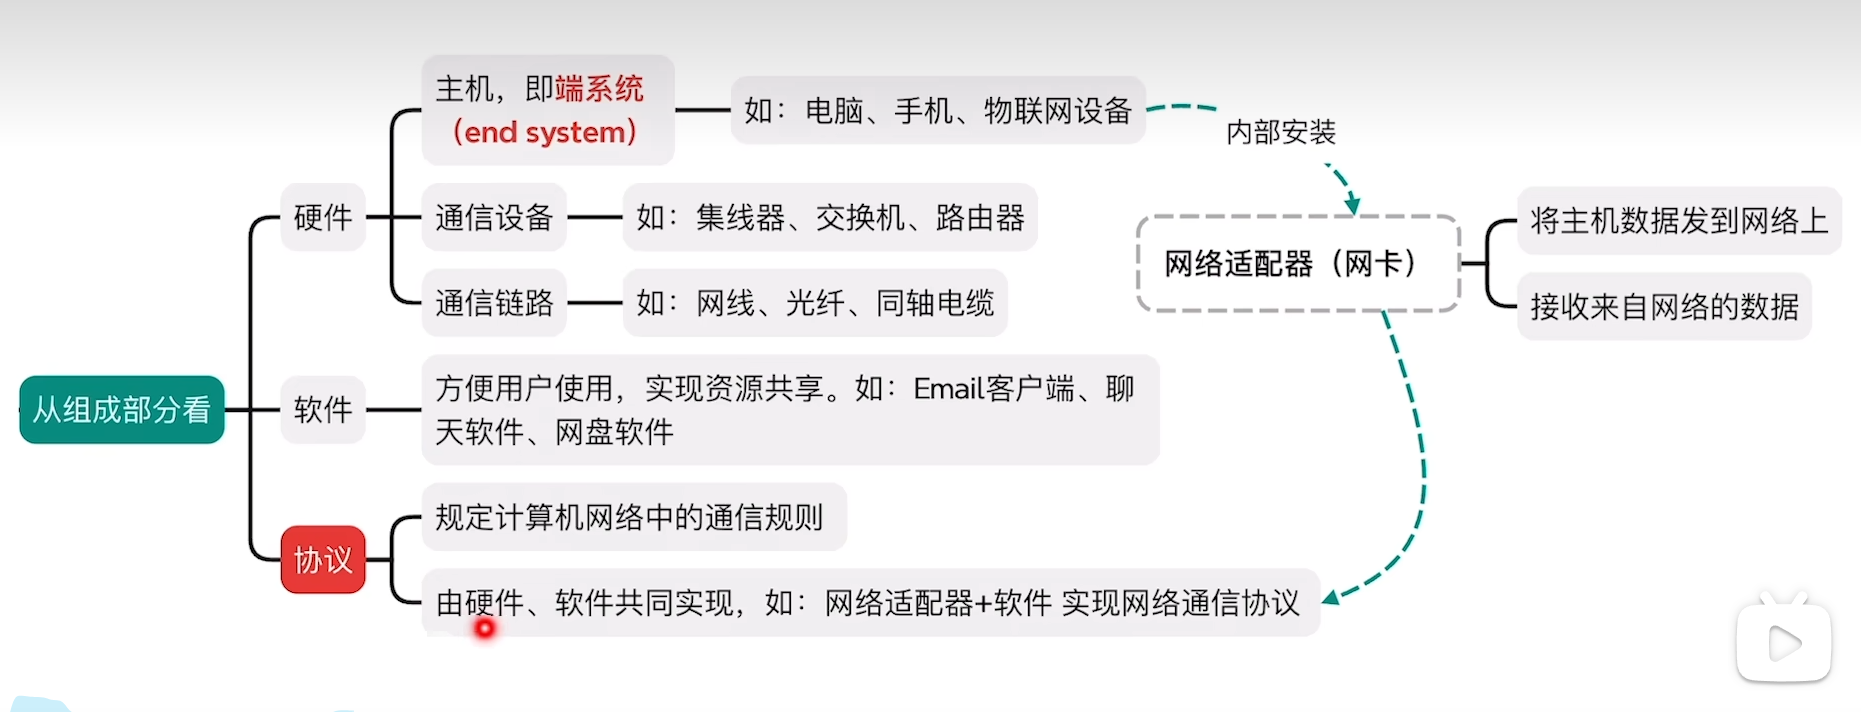 从组成部分看
硬件
主机，即端系统
（end system）
如：电脑、手机、物联网设备
内部安装
网络适配器（网卡）
将主机数据发到网络上
接收来自网络的数据
通信设备
如：集线器、交换机、路由器
通信链路
如：网线、光纤、同轴电缆
软件
方便用户使用，实现资源共享。如：Email客户端、聊
天软件、网盘软件
协议
规定计算机网络中的通信规则
由硬件、软件共同实现，如：网络适配器+软件 实现网络通信协议